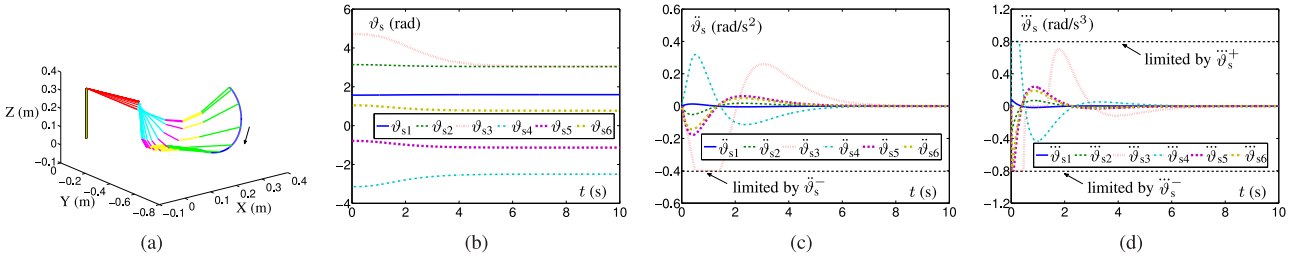 0.4
0.3
0.2
0.1
0
−0.1
Z (m)
0
−0.2
−0.4
−0.6
−0.8
Y (m)
−0.1
0
0.1
0.2
0.3
0.4
X (m)
(a)
6
4
2
0
−2
−4
ϑs (rad)
ϑs1 ϑs2 ϑs3 ϑs4 ϑs5 ϑs6
t (s)
0 2 4 6 8 10
(b)
0.6
0.4
0.2
0
−0.2
−0.4
−0.6
ϑ̈s (rad/s²)
ϑ̈s1 ϑ̈s2 ϑ̈s3 ϑ̈s4 ϑ̈s5 ϑ̈s6
limited by ϑ̈s−
t (s)
0 2 4 6 8 10
(c)
1.2
0.8
0.4
0
−0.4
−0.8
−1.2
ϑ⃛s (rad/s³)
limited by ϑ⃛s+
ϑ⃛s1 ϑ⃛s2 ϑ⃛s3 ϑ⃛s4 ϑ⃛s5 ϑ⃛s6
limited by ϑ⃛s−
t (s)
0 2 4 6 8 10
(d)